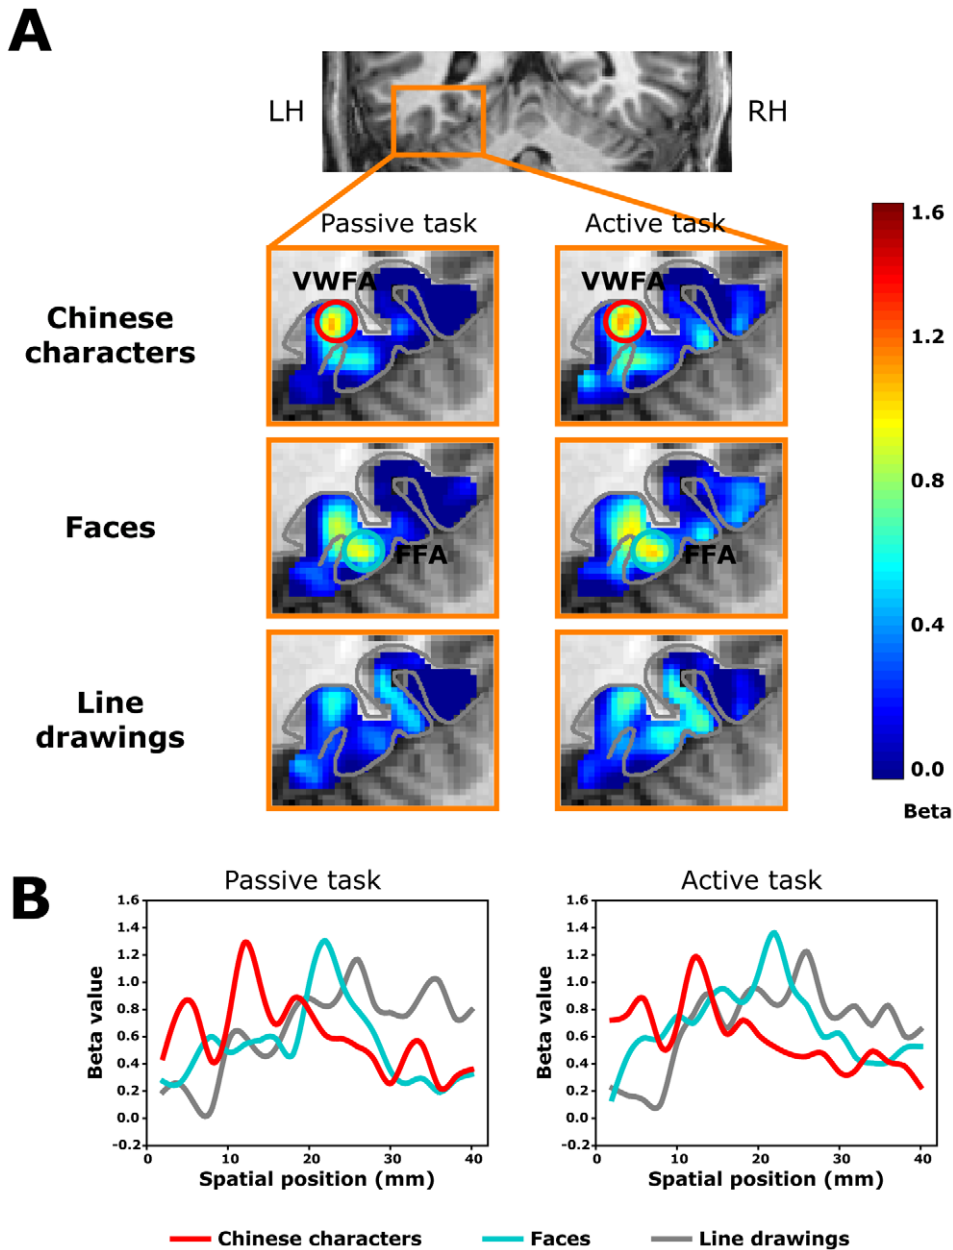 A
LH
RH
Passive task
Active task
Chinese
characters
VWFA
VWFA
Faces
FFA
FFA
Line
drawings
1.6
1.2
0.8
0.4
0.0
Beta
B
Passive task
Active task
Beta value
1.6
1.4
1.2
1.0
0.8
0.6
0.4
0.2
0.0
-0.2
0
10
20
30
40
Spatial position (mm)
Beta value
1.6
1.4
1.2
1.0
0.8
0.6
0.4
0.2
0.0
-0.2
0
10
20
30
40
Spatial position (mm)
Chinese characters
Faces
Line drawings